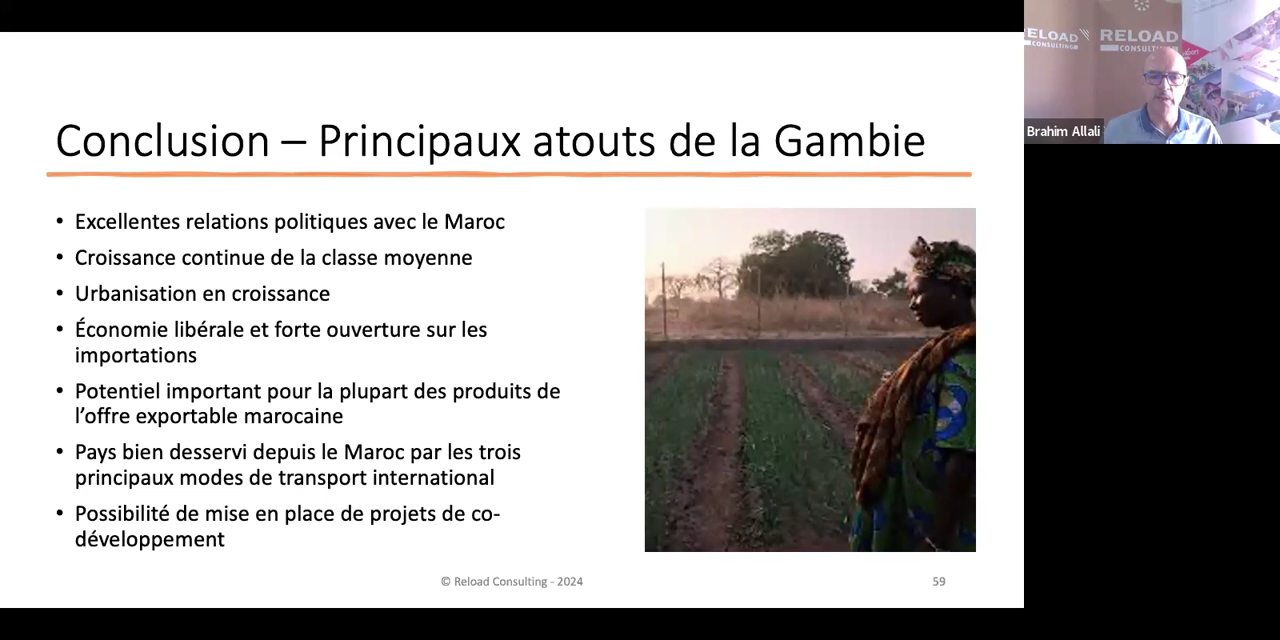 Conclusion – Principaux atouts de la Gambie
• Excellentes relations politiques avec le Maroc
• Croissance continue de la classe moyenne
• Urbanisation en croissance
• Économie libérale et forte ouverture sur les
importations
• Potentiel important pour la plupart des produits de
l’offre exportable marocaine
• Pays bien desservi depuis le Maroc par les trois
principaux modes de transport international
• Possibilité de mise en place de projets de co-
développement
© Reload Consulting - 2024
59
RELOAD
CONSULTING
Brahim Allali